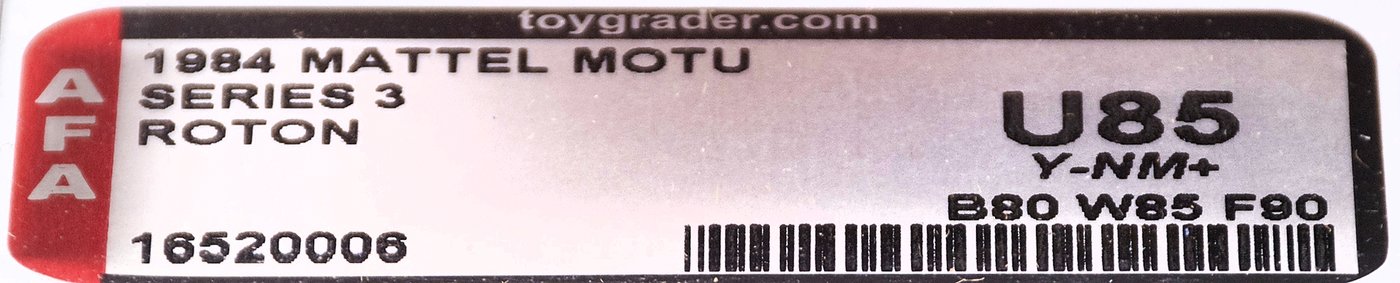 toygrader.com
AFA
1984 MATTEL MOTU
SERIES 3
ROTON
U85
Y-NM+
B80 W85 F90
16520006